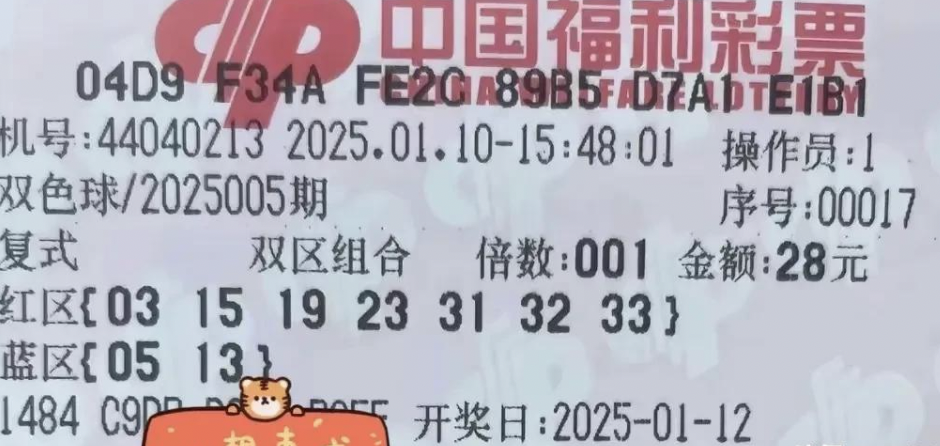 中国福利彩票
CHINA WELFARE LOTTERY
04D9 F34A FE2C 89B5 D7A1 E1B1
机号:44040213 2025.01.10-15:48:01 操作员:1
双色球/2025005期 序号:00017
复式 双区组合 倍数:001 金额:28元
红区{03 15 19 23 31 32 33}
蓝区{05 13}
1484 开奖日:2025-01-12